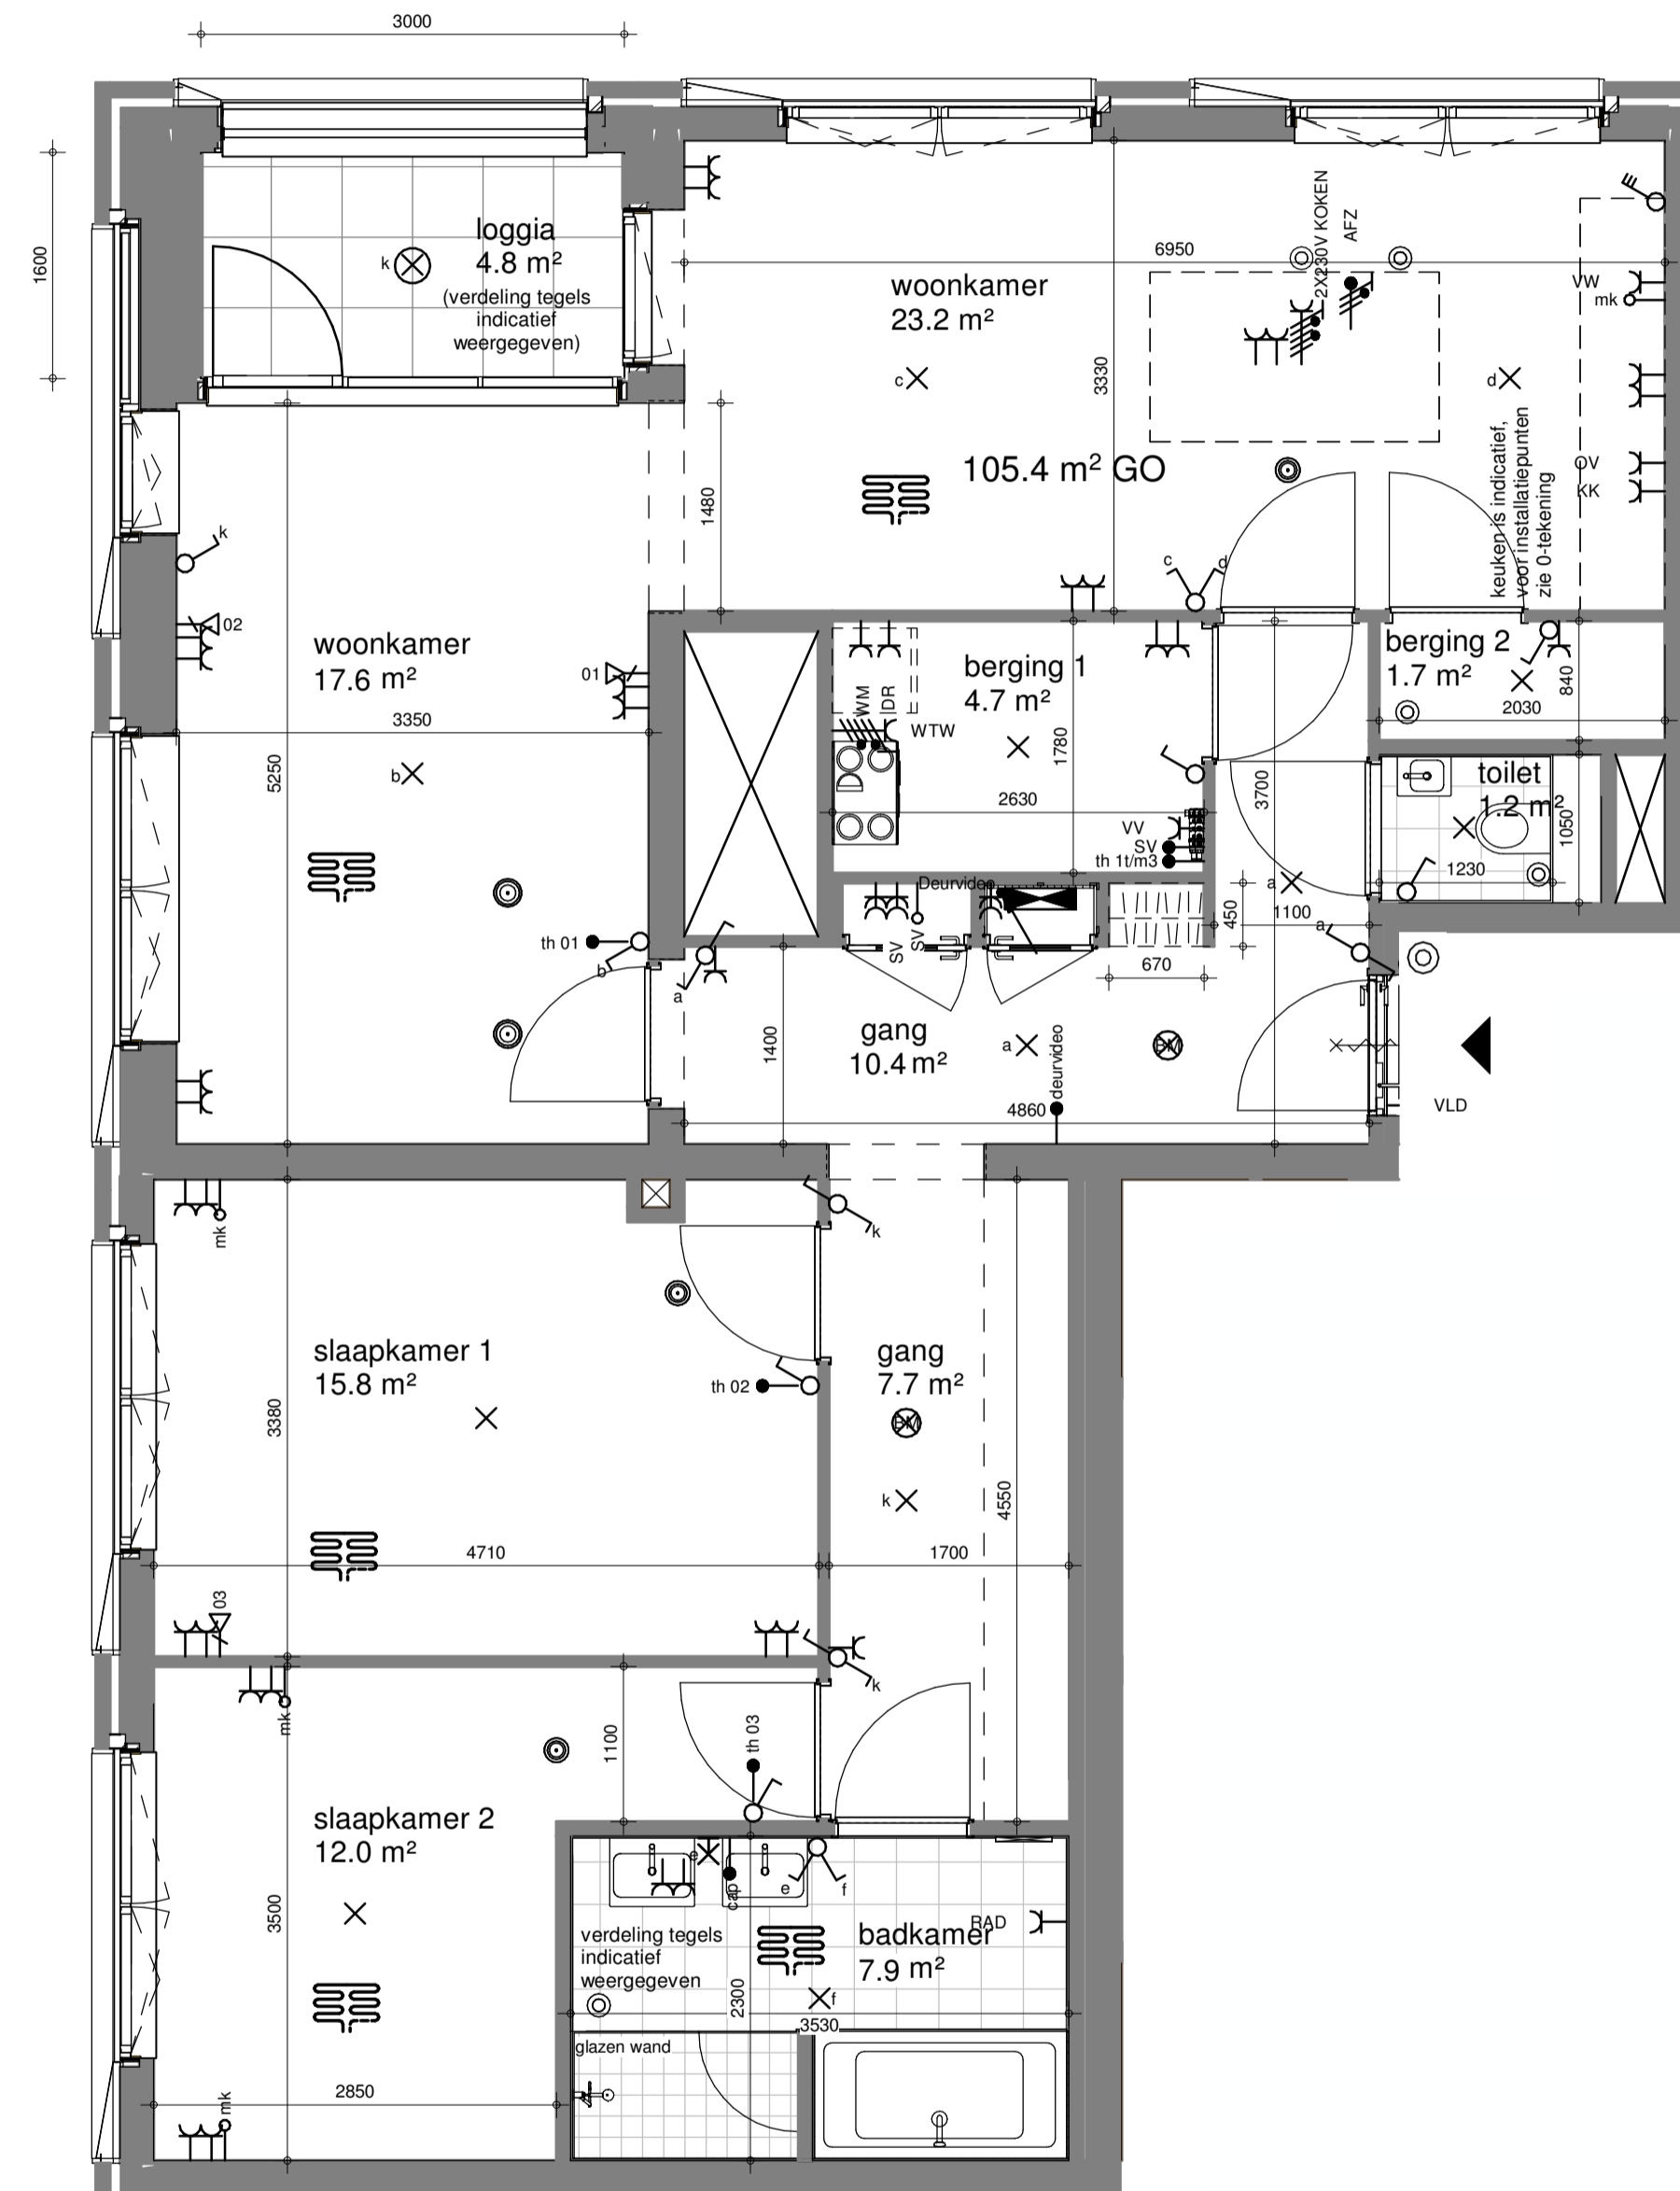 3000
1600
loggia
4.8 m²
k
(verdeling tegels
indicatief
weergegeven)
woonkamer
23.2 m²
6950
2X230V KOKEN
AFZ
VW
mk
c
d
3330
105.4 m² GO
OV
KK
keuken is indicatief,
voor installatiepunten
zie 0-tekening
1480
k
02
c
d
woonkamer
17.6 m²
01
3350
b
5250
berging 1
4.7 m²
WM
DR
WTW
1780
2630
VV
SV
th 1t/m3
berging 2
1.7 m²
840
2030
3700
toilet
1.2 m²
1050
1230
Deurvideo
a
450
1100
a
SV
SV
670
th 01
b
a
gang
10.4 m²
1400
a
deurvideo
BM
4860
VLD
mk
k
slaapkamer 1
15.8 m²
th 02
gang
7.7 m²
BM
3380
k
4550
4710
1700
03
k
mk
1100
th 03
slaapkamer 2
12.0 m²
3500
e
cap
e
f
RAD
verdeling tegels
indicatief
weergegeven
badkamer
7.9 m²
2300
f
3530
glazen wand
2850
mk